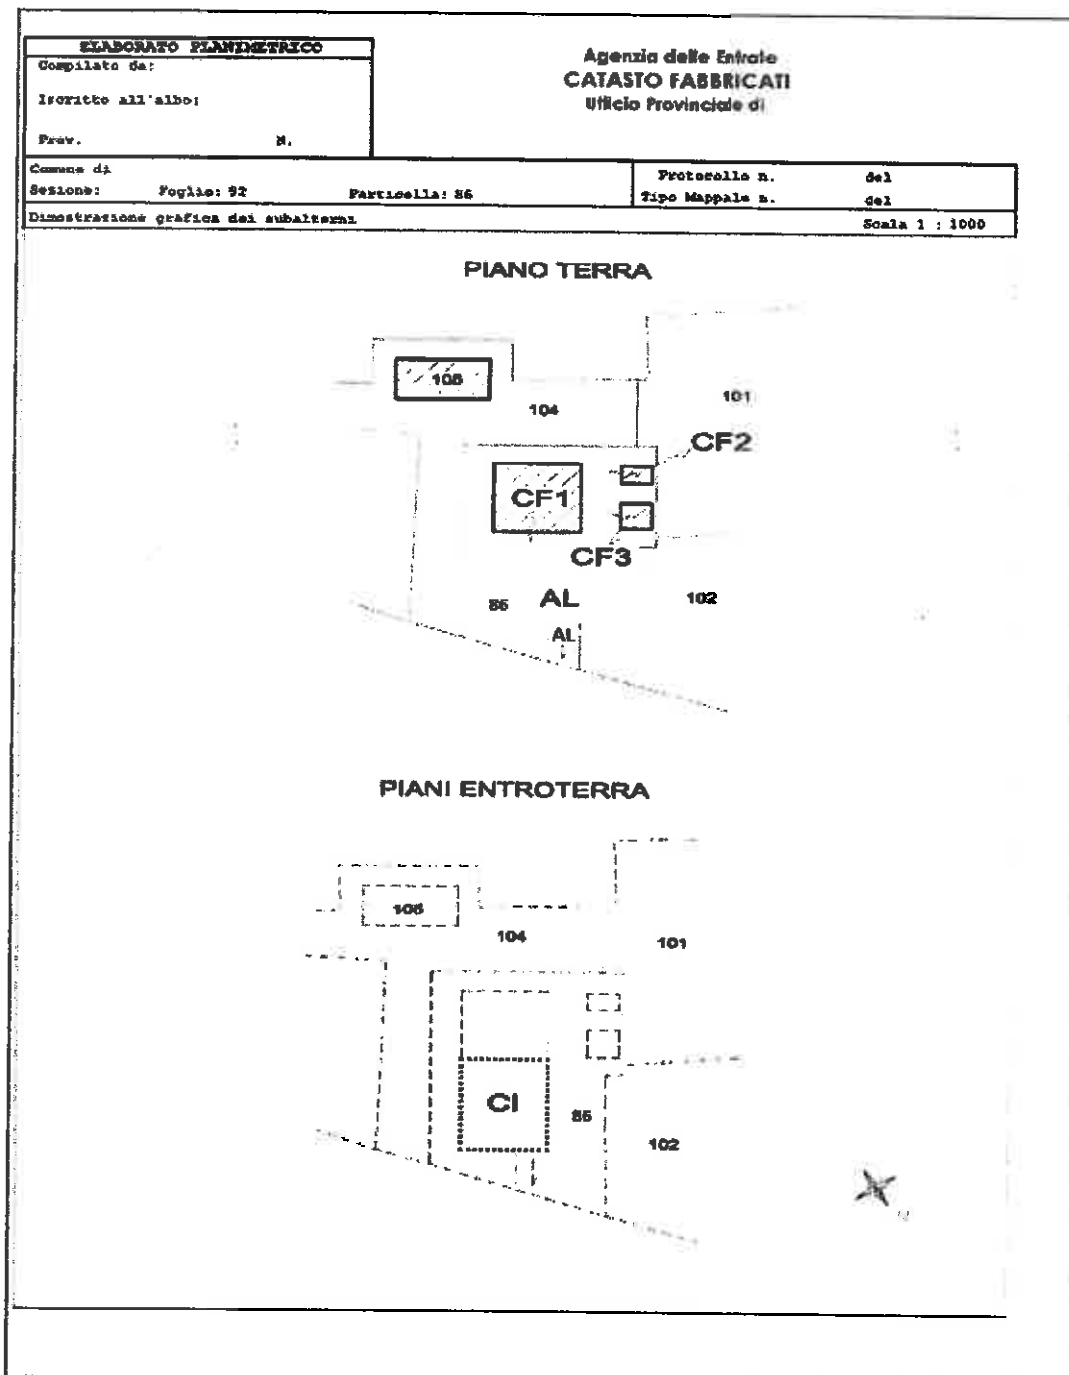 ELABORATO PLANIMETRICO
Compilato da:
Iscritto all'albo:
Prov. N.
Agenzia delle Entrate
CATASTO FABBRICATI
Ufficio Provinciale di
Comune di
Sezione: Foglio: 92 Particella: 86
Protocollo n. del
Tipo Mappale n. del
Dimostrazione grafica dei subalterni Scala 1 : 1000
PIANO TERRA
105
104
101
CF2
CF1
CF3
86 AL
102
AL
PIANI ENTROTERRA
105
104
101
CI
86
102